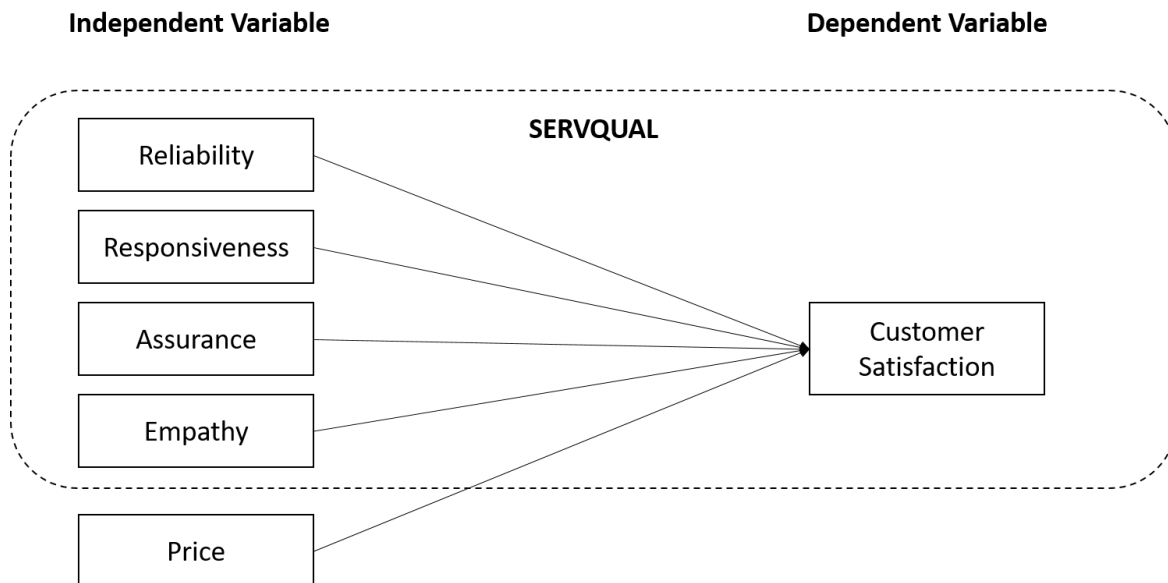 Independent Variable
Dependent Variable
SERVQUAL
Reliability
Responsiveness
Assurance
Empathy
Price
Customer
Satisfaction